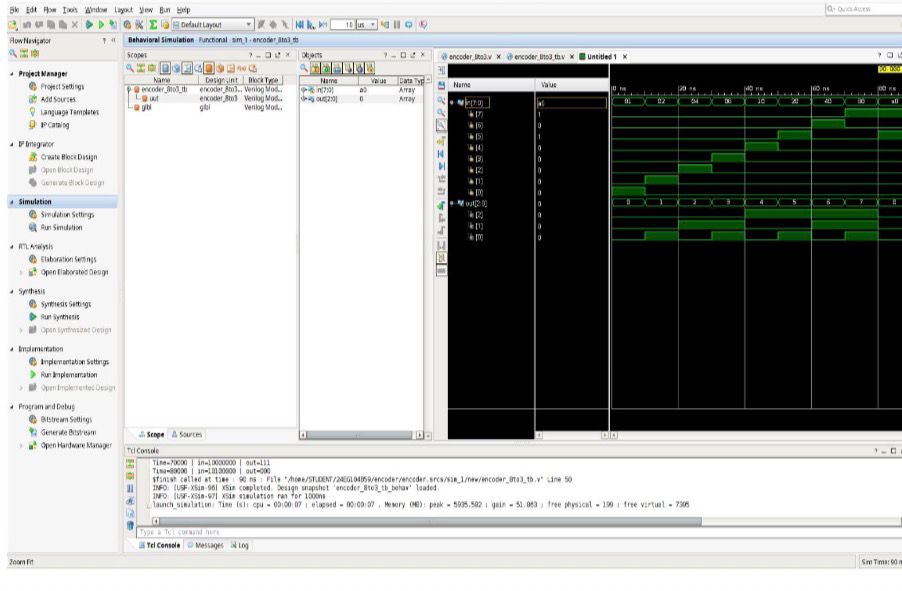 File Edit Flow Tools Window Layout View Run Help
Quick Access
Default Layout
10 us
Flow Navigator
Behavioral Simulation - Functional - sim_1 - encoder_8to3_tb
Project Manager
Project Settings
Add Sources
Language Templates
IP Catalog
IP Integrator
Create Block Design
Open Block Design
Generate Block Design
Simulation
Simulation Settings
Run Simulation
RTL Analysis
Elaboration Settings
Open Elaborated Design
Synthesis
Synthesis Settings
Run Synthesis
Open Synthesized Design
Implementation
Implementation Settings
Run Implementation
Open Implemented Design
Program and Debug
Bitstream Settings
Generate Bitstream
Open Hardware Manager
Scopes
Name Design Unit Block Type
encoder_8to3_tb encoder_8to3... Verilog Mod...
uut encoder_8to3 Verilog Mod...
glbl glbl Verilog Mod...
Scope Sources
Objects
Name Value Data Typ
in[7:0] a0 Array
out[2:0] 0 Array
encoder_8to3.v encoder_8to3_tb.v Untitled 1
Name Value
0 ns 20 ns 40 ns 60 ns 80 ns
in[7:0] a0 01 02 04 08 10 20 40 80 a0
[7] 1
[6] 0
[5] 1
[4] 0
[3] 0
[2] 0
[1] 0
[0] 0
out[2:0] 0 0 1 2 3 4 5 6 7 0
[2] 0
[1] 0
[0] 0
Tcl Console
Time=70000 | in=10000000 | out=111
Time=80000 | in=10100000 | out=000
$finish called at time : 90 ns : File "/home/STUDENT/24EG104B59/encoder/encoder.srcs/sim_1/new/encoder_8to3_tb.v" Line 50
INFO: [USF-XSim-96] XSim completed. Design snapshot 'encoder_8to3_tb_behav' loaded.
INFO: [USF-XSim-97] XSim simulation ran for 1000ns
launch_simulation: Time (s): cpu = 00:00:07 ; elapsed = 00:00:07 . Memory (MB): peak = 5935.582 ; gain = 51.863 ; free physical = 199 ; free virtual = 7305
Type a Tcl command here
Tcl Console Messages Log
Zoom Fit
Sim Time: 90 n